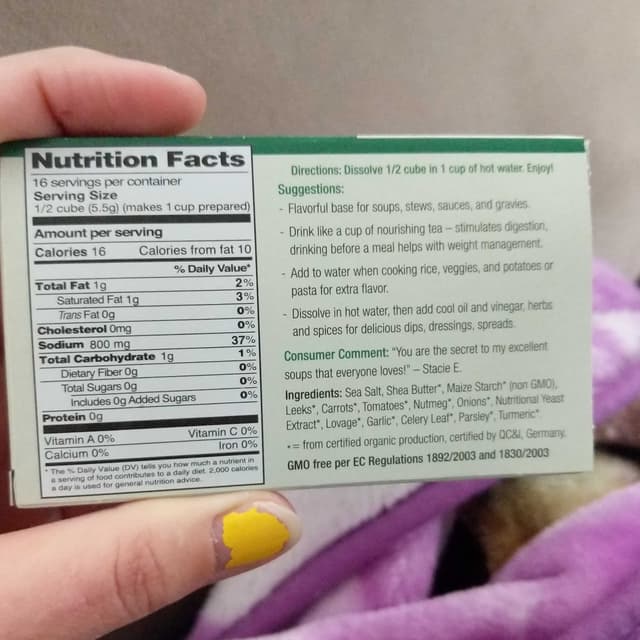 Nutrition Facts
16 servings per container
Serving Size
1/2 cube (5.5g) (makes 1 cup prepared)
Amount per serving
Calories 16 Calories from fat 10
% Daily Value*
Total Fat 1g 2%
Saturated Fat 1g 3%
Trans Fat 0g 0%
Cholesterol 0mg 0%
Sodium 800 mg 37%
Total Carbohydrate 1g 1%
Dietary Fiber 0g 0%
Total Sugars 0g 0%
Includes 0g Added Sugars 0%
Protein 0g
Vitamin A 0% Vitamin C 0%
Calcium 0% Iron 0%
* The % Daily Value (DV) tells you how much a nutrient in
a serving of food contributes to a daily diet. 2,000 calories
a day is used for general nutrition advice.
Directions: Dissolve 1/2 cube in 1 cup of hot water. Enjoy!
Suggestions:
- Flavorful base for soups, stews, sauces, and gravies.
- Drink like a cup of nourishing tea – stimulates digestion,
drinking before a meal helps with weight management.
- Add to water when cooking rice, veggies, and potatoes or
pasta for extra flavor.
- Dissolve in hot water, then add cool oil and vinegar, herbs
and spices for delicious dips, dressings, spreads.
Consumer Comment: "You are the secret to my excellent
soups that everyone loves!" – Stacie E.
Ingredients: Sea Salt, Shea Butter*, Maize Starch* (non GMO),
Leeks*, Carrots*, Tomatoes*, Nutmeg*, Onions*, Nutritional Yeast
Extract*, Lovage*, Garlic*, Celery Leaf*, Parsley*, Turmeric*.
*= from certified organic production, certified by QC&I, Germany.
GMO free per EC Regulations 1892/2003 and 1830/2003